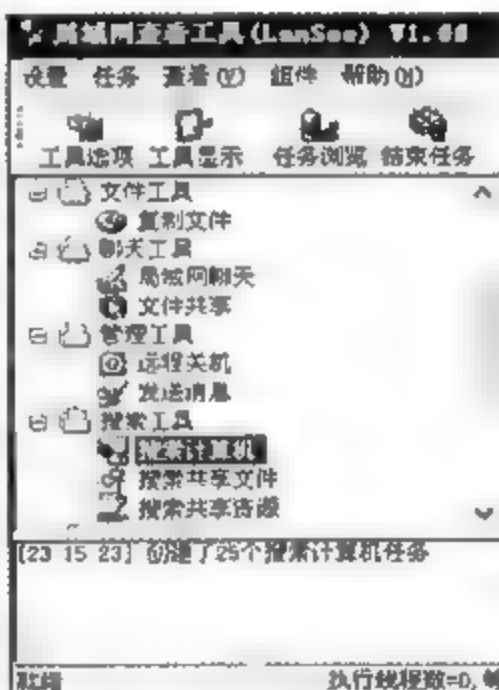 局域网查看工具(LanSee) V1.66
设置 任务 查看(V) 组件 帮助(H)
工具选项 工具显示 任务浏览 结束任务
文件工具
复制文件
聊天工具
局域网聊天
文件共享
管理工具
远程关机
发送消息
搜索工具
搜索计算机
搜索共享文件
搜索共享资源
[23 15 23] 创建了25个搜索计算机任务
就绪 执行线程数=0,